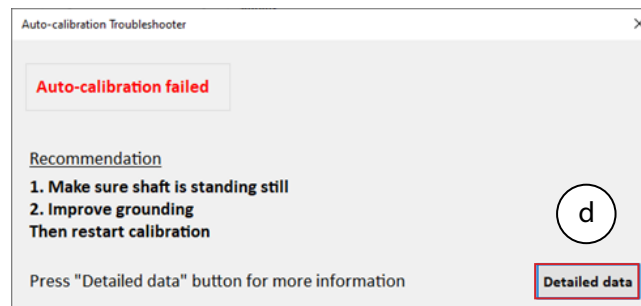 Auto-calibration Troubleshooter
Auto-calibration failed
Recommendation
1. Make sure shaft is standing still
2. Improve grounding
Then restart calibration
d
Press "Detailed data" button for more information
Detailed data